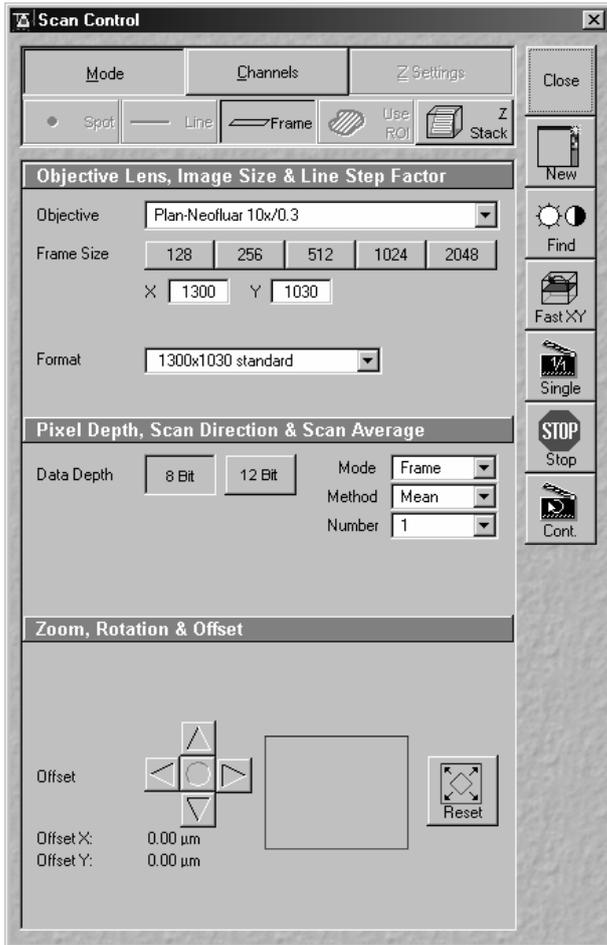 Scan Control
Mode
Channels
Z Settings
Close
Spot
Line
Frame
Use ROI
Z Stack
New
Objective Lens, Image Size & Line Step Factor
Objective
Plan-Neofluar 10x/0.3
Find
Frame Size
128
256
512
1024
2048
X 1300 Y 1030
Fast XY
Format
1300x1030 standard
1/1
Single
Pixel Depth, Scan Direction & Scan Average
STOP
Stop
Data Depth
8 Bit
12 Bit
Mode Frame
Method Mean
Number 1
Cont.
Zoom, Rotation & Offset
Offset
Reset
Offset X: 0.00 µm
Offset Y: 0.00 µm